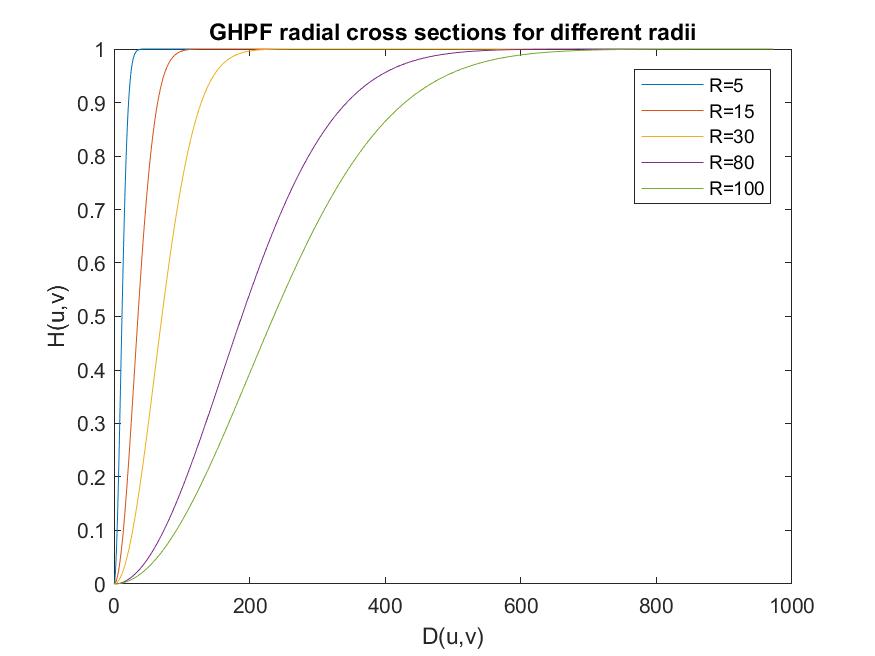 GHPF radial cross sections for different radii
1
0.9
0.8
0.7
0.6
0.5
0.4
0.3
0.2
0.1
0
H(u,v)
R=5
R=15
R=30
R=80
R=100
0 200 400 600 800 1000
D(u,v)